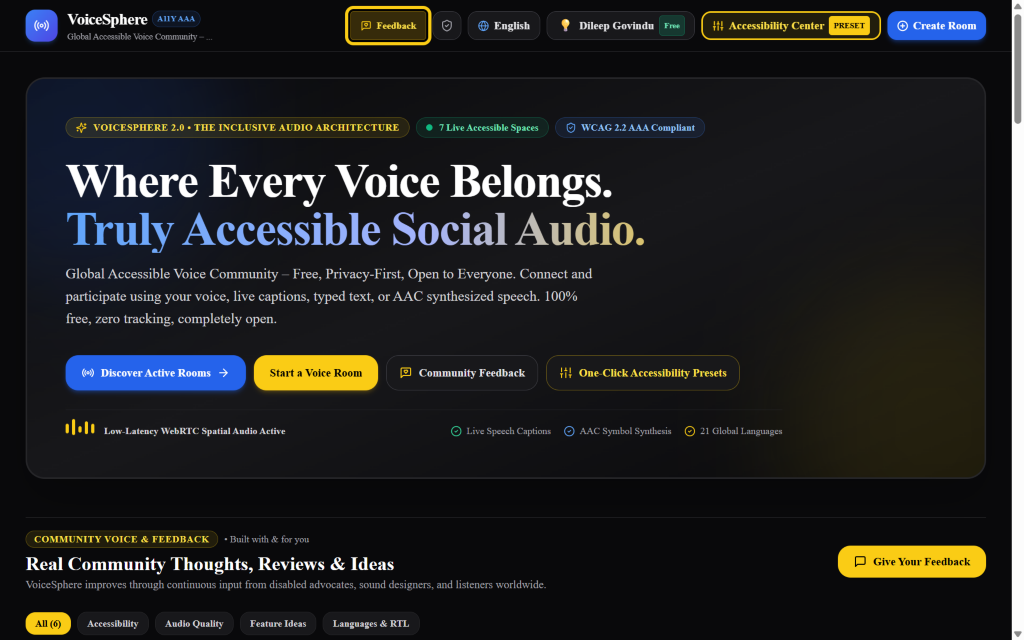 VoiceSphere A11Y AAA
Global Accessible Voice Community – ...
Feedback
English
Dileep Govindu Free
Accessibility Center PRESET
Create Room
VOICESPHERE 2.0 • THE INCLUSIVE AUDIO ARCHITECTURE
7 Live Accessible Spaces
WCAG 2.2 AAA Compliant
Where Every Voice Belongs.
Truly Accessible Social Audio.
Global Accessible Voice Community – Free, Privacy-First, Open to Everyone. Connect and
participate using your voice, live captions, typed text, or AAC synthesized speech. 100%
free, zero tracking, completely open.
Discover Active Rooms
Start a Voice Room
Community Feedback
One-Click Accessibility Presets
Low-Latency WebRTC Spatial Audio Active
Live Speech Captions
AAC Symbol Synthesis
21 Global Languages
COMMUNITY VOICE & FEEDBACK • Built with & for you
Real Community Thoughts, Reviews & Ideas
VoiceSphere improves through continuous input from disabled advocates, sound designers, and listeners worldwide.
Give Your Feedback
All (6)
Accessibility
Audio Quality
Feature Ideas
Languages & RTL